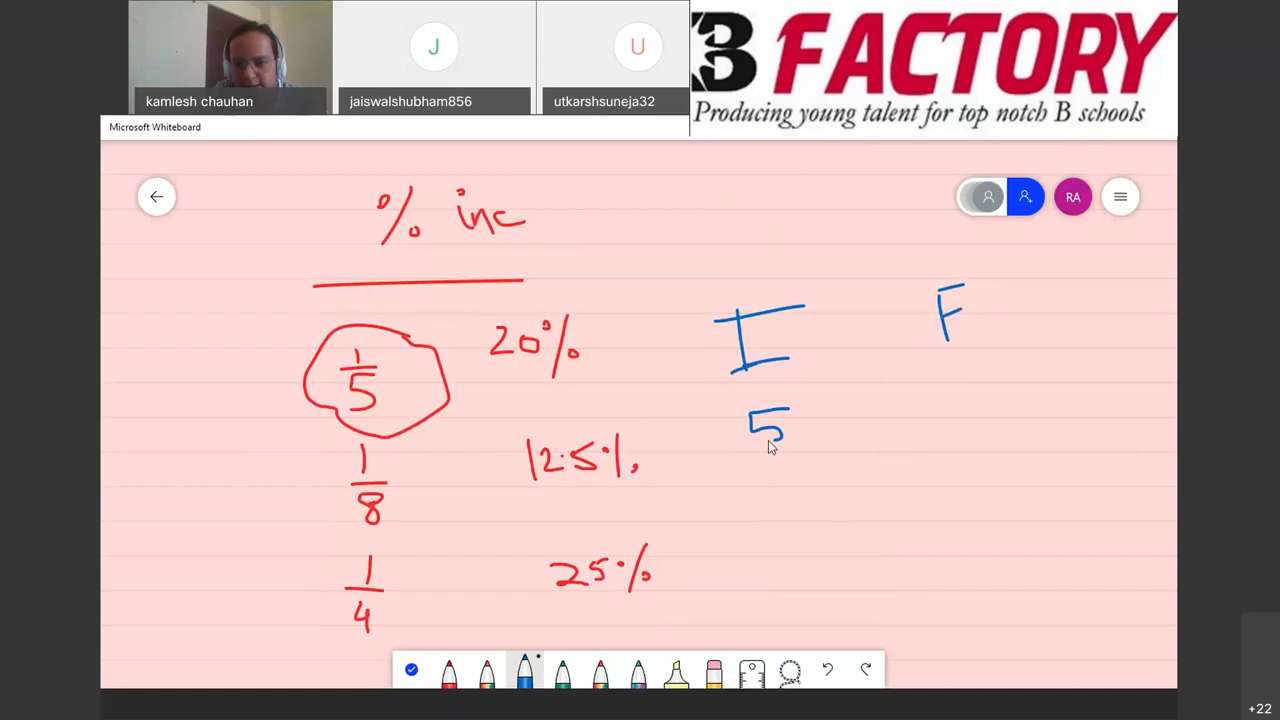 J
U
kamlesh chauhan
jaiswalshubham856
utkarshsuneja32
B FACTORY
Producing young talent for top notch B schools
Microsoft Whiteboard
RA
% inc
1/5 20%
1/8 12.5%
1/4 25%
I F
5
+22